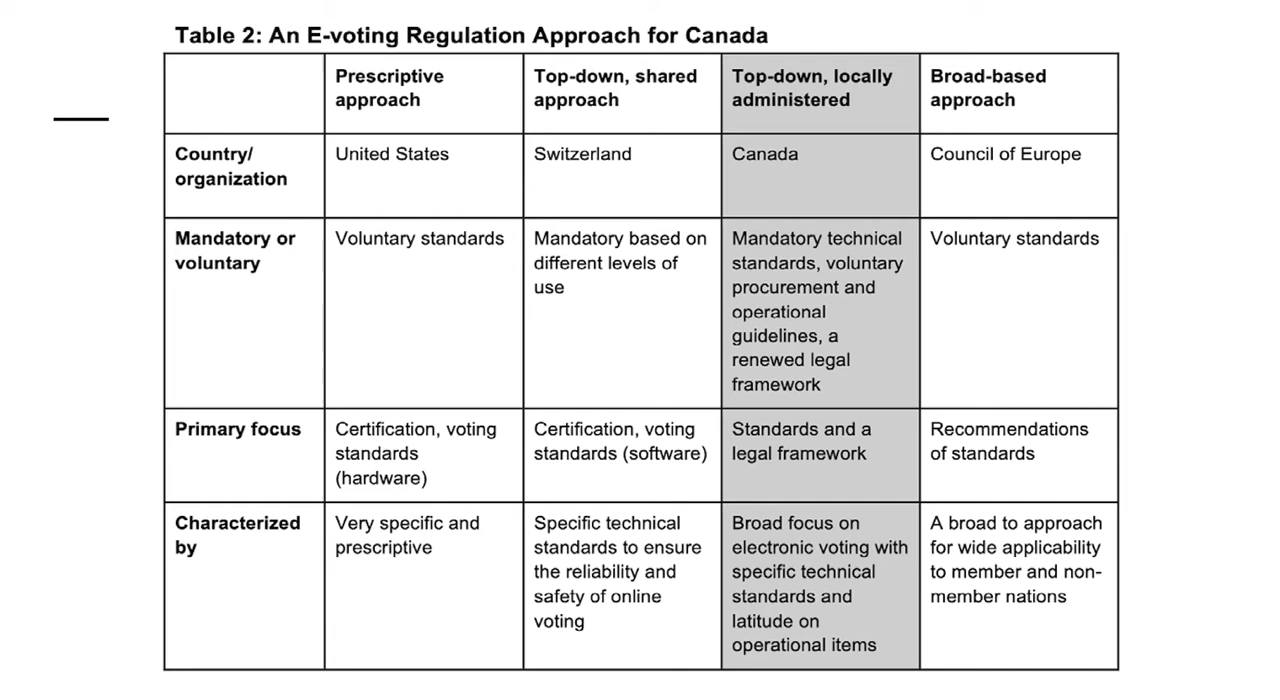 Table 2: An E-voting Regulation Approach for Canada
Prescriptive
approach
Top-down, shared
approach
Top-down, locally
administered
Broad-based
approach
Country/
organization
United States
Switzerland
Canada
Council of Europe
Mandatory or
voluntary
Voluntary standards
Mandatory based on
different levels of
use
Mandatory technical
standards, voluntary
procurement and
operational
guidelines, a
renewed legal
framework
Voluntary standards
Primary focus
Certification, voting
standards
(hardware)
Certification, voting
standards (software)
Standards and a
legal framework
Recommendations
of standards
Characterized
by
Very specific and
prescriptive
Specific technical
standards to ensure
the reliability and
safety of online
voting
Broad focus on
electronic voting with
specific technical
standards and
latitude on
operational items
A broad to approach
for wide applicability
to member and non-
member nations